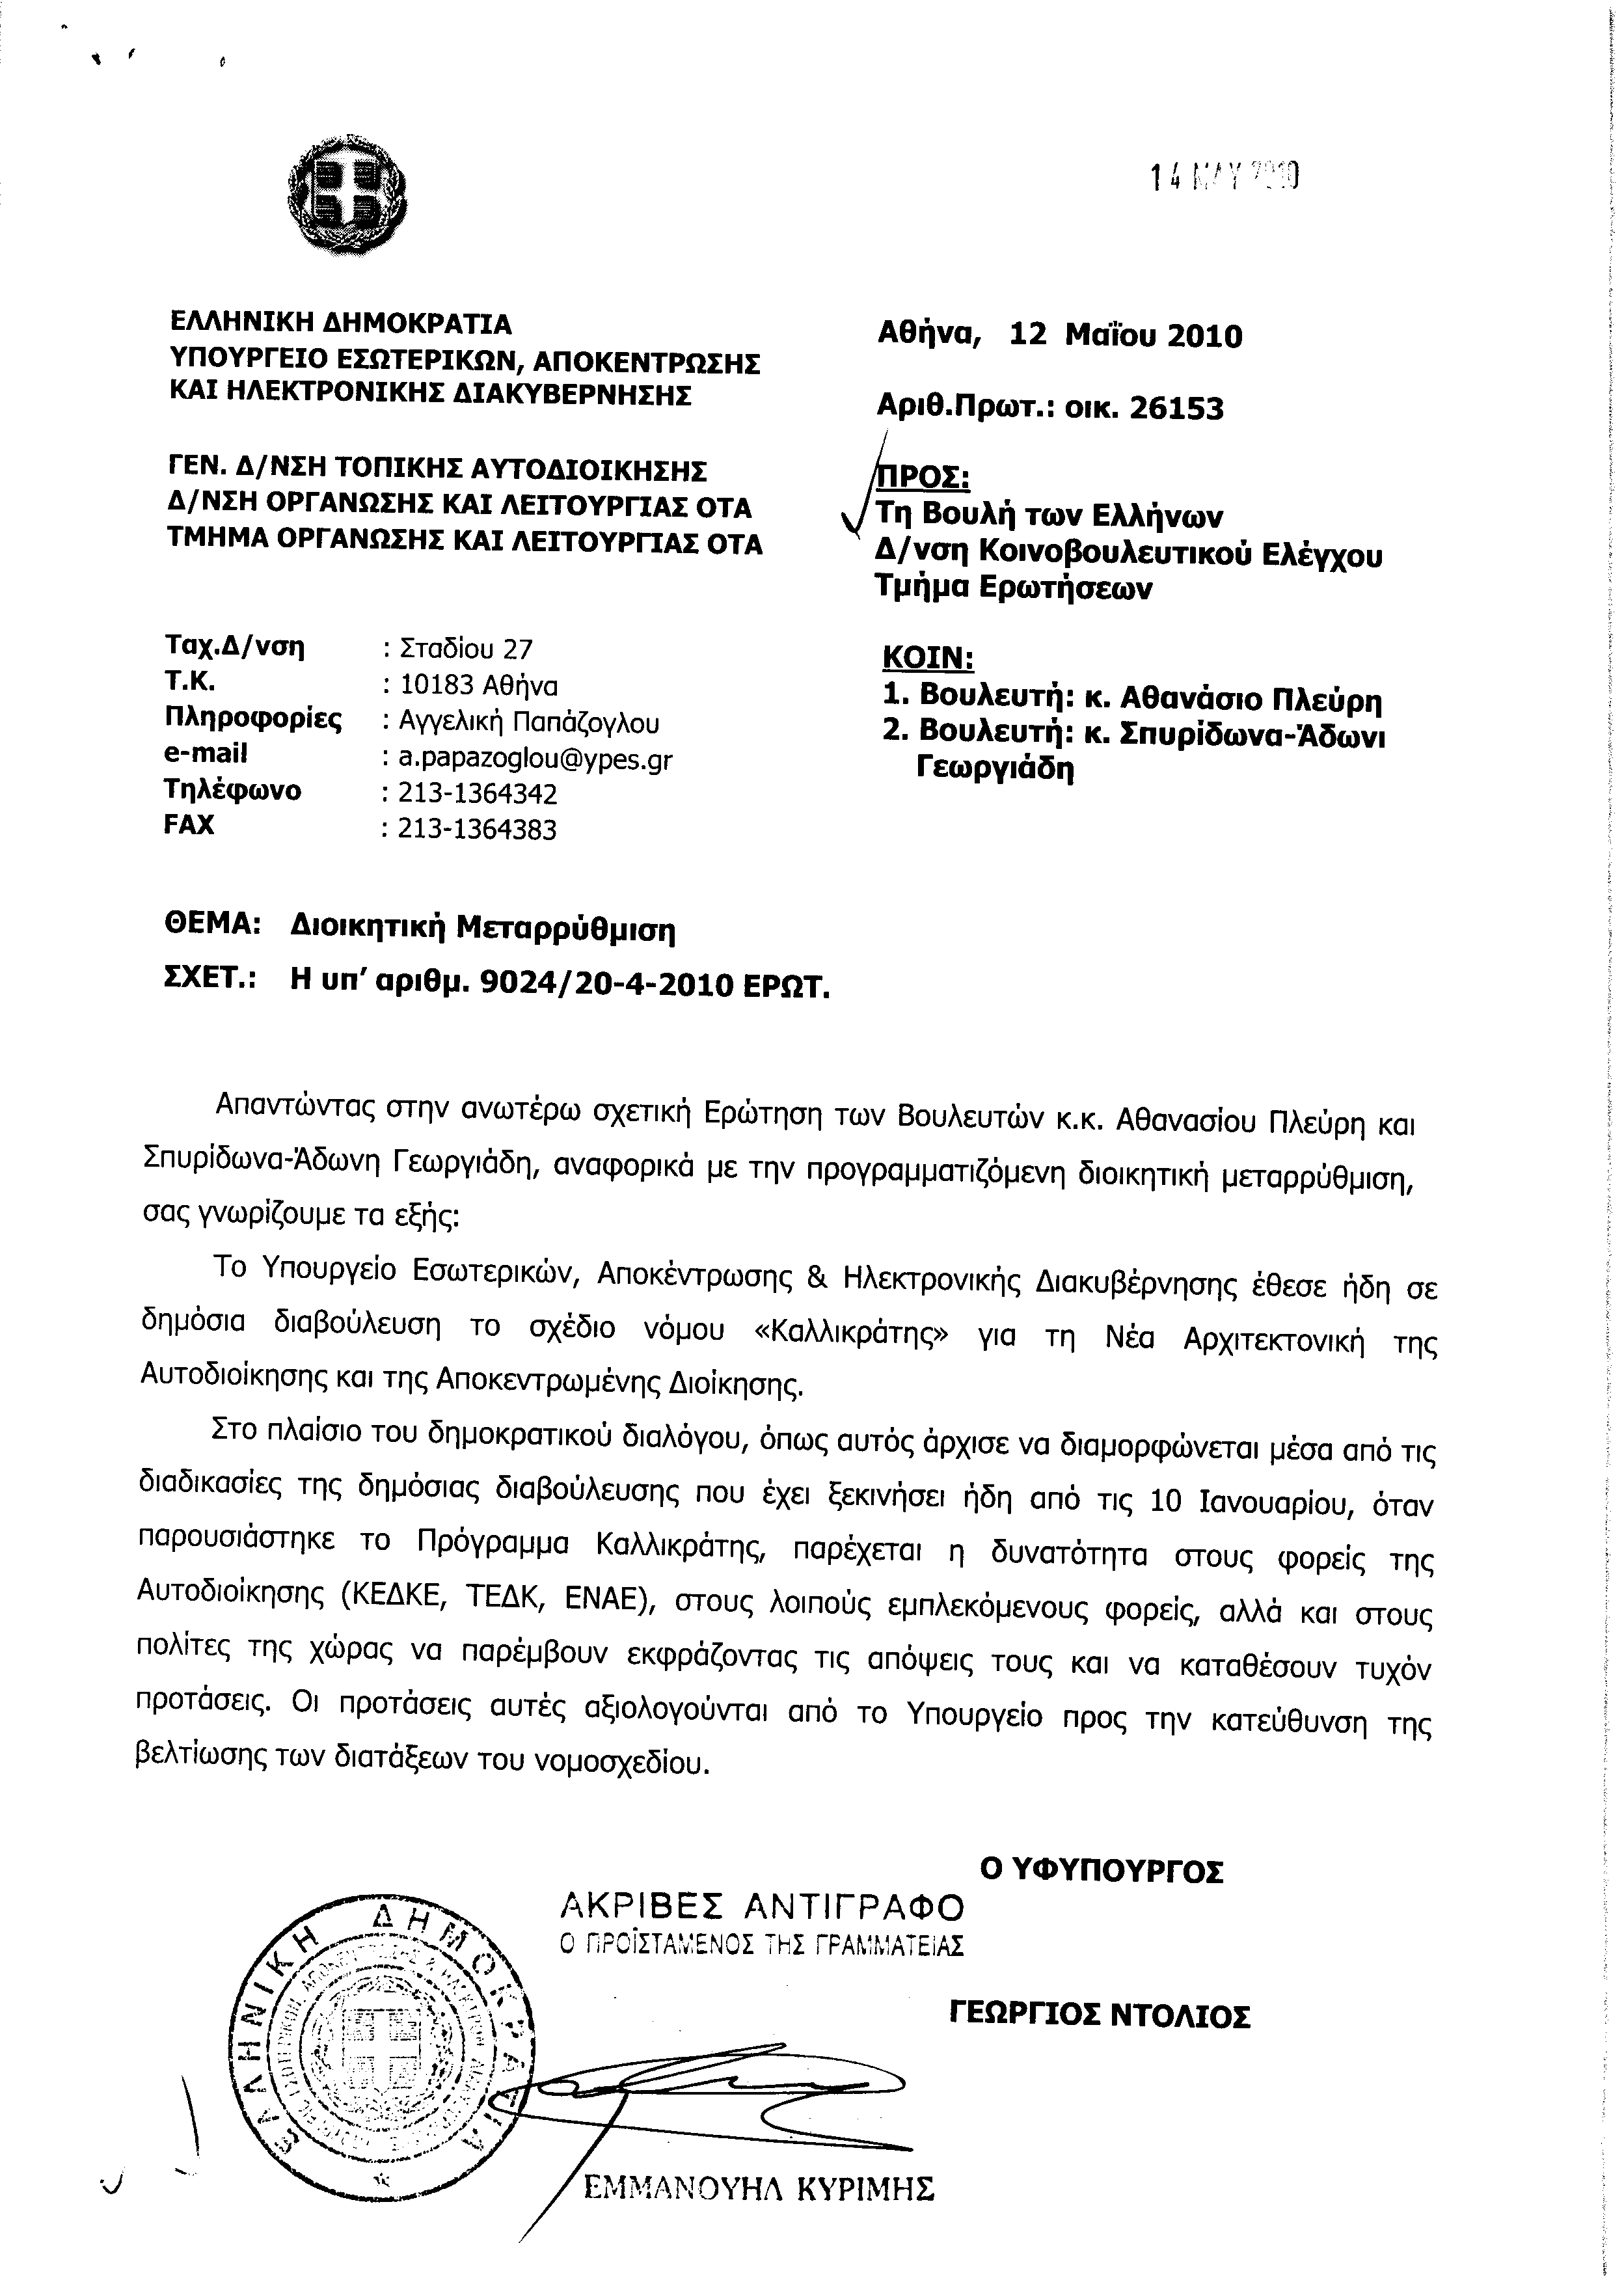 14 ΜΑΥ 2010
ΕΛΛΗΝΙΚΗ ΔΗΜΟΚΡΑΤΙΑ
ΥΠΟΥΡΓΕΙΟ ΕΣΩΤΕΡΙΚΩΝ, ΑΠΟΚΕΝΤΡΩΣΗΣ
ΚΑΙ ΗΛΕΚΤΡΟΝΙΚΗΣ ΔΙΑΚΥΒΕΡΝΗΣΗΣ
ΓΕΝ. Δ/ΝΣΗ ΤΟΠΙΚΗΣ ΑΥΤΟΔΙΟΙΚΗΣΗΣ
Δ/ΝΣΗ ΟΡΓΑΝΩΣΗΣ ΚΑΙ ΛΕΙΤΟΥΡΓΙΑΣ ΟΤΑ
ΤΜΗΜΑ ΟΡΓΑΝΩΣΗΣ ΚΑΙ ΛΕΙΤΟΥΡΓΙΑΣ ΟΤΑ
Ταχ.Δ/νση : Σταδίου 27
Τ.Κ. : 10183 Αθήνα
Πληροφορίες : Αγγελική Παπάζογλου
e-mail : a.papazoglou@ypes.gr
Τηλέφωνο : 213-1364342
FAX : 213-1364383
Αθήνα, 12 Μαΐου 2010
Αριθ.Πρωτ.: οικ. 26153
ΠΡΟΣ:
Τη Βουλή των Ελλήνων
Δ/νση Κοινοβουλευτικού Ελέγχου
Τμήμα Ερωτήσεων
ΚΟΙΝ:
1. Βουλευτή: κ. Αθανάσιο Πλεύρη
2. Βουλευτή: κ. Σπυρίδωνα-Άδωνι
Γεωργιάδη
ΘΕΜΑ: Διοικητική Μεταρρύθμιση
ΣΧΕΤ.: Η υπ’ αριθμ. 9024/20-4-2010 ΕΡΩΤ.
Απαντώντας στην ανωτέρω σχετική Ερώτηση των Βουλευτών κ.κ. Αθανασίου Πλεύρη και
Σπυρίδωνα-Άδωνη Γεωργιάδη, αναφορικά με την προγραμματιζόμενη διοικητική μεταρρύθμιση,
σας γνωρίζουμε τα εξής:
Το Υπουργείο Εσωτερικών, Αποκέντρωσης & Ηλεκτρονικής Διακυβέρνησης έθεσε ήδη σε
δημόσια διαβούλευση το σχέδιο νόμου «Καλλικράτης» για τη Νέα Αρχιτεκτονική της
Αυτοδιοίκησης και της Αποκεντρωμένης Διοίκησης.
Στο πλαίσιο του δημοκρατικού διαλόγου, όπως αυτός άρχισε να διαμορφώνεται μέσα από τις
διαδικασίες της δημόσιας διαβούλευσης που έχει ξεκινήσει ήδη από τις 10 Ιανουαρίου, όταν
παρουσιάστηκε το Πρόγραμμα Καλλικράτης, παρέχεται η δυνατότητα στους φορείς της
Αυτοδιοίκησης (ΚΕΔΚΕ, ΤΕΔΚ, ΕΝΑΕ), στους λοιπούς εμπλεκόμενους φορείς, αλλά και στους
πολίτες της χώρας να παρέμβουν εκφράζοντας τις απόψεις τους και να καταθέσουν τυχόν
προτάσεις. Οι προτάσεις αυτές αξιολογούνται από το Υπουργείο προς την κατεύθυνση της
βελτίωσης των διατάξεων του νομοσχεδίου.
Ο ΥΦΥΠΟΥΡΓΟΣ
ΑΚΡΙΒΕΣ ΑΝΤΙΓΡΑΦΟ
Ο ΠΡΟΪΣΤΑΜΕΝΟΣ ΤΗΣ ΓΡΑΜΜΑΤΕΙΑΣ
ΓΕΩΡΓΙΟΣ ΝΤΟΛΙΟΣ
ΕΛΛΗΝΙΚΗ ΔΗΜΟΚΡΑΤΙΑ
ΕΜΜΑΝΟΥΗΛ ΚΥΡΙΜΗΣ